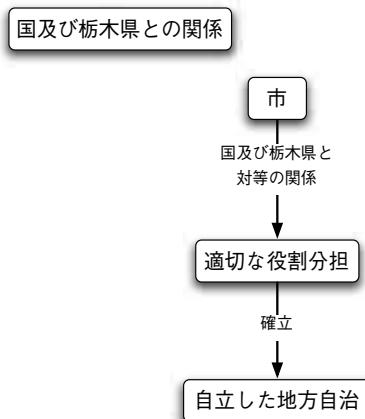 国及び栃木県との関係
市
国及び栃木県と
対等の関係
適切な役割分担
確立
自立した地方自治